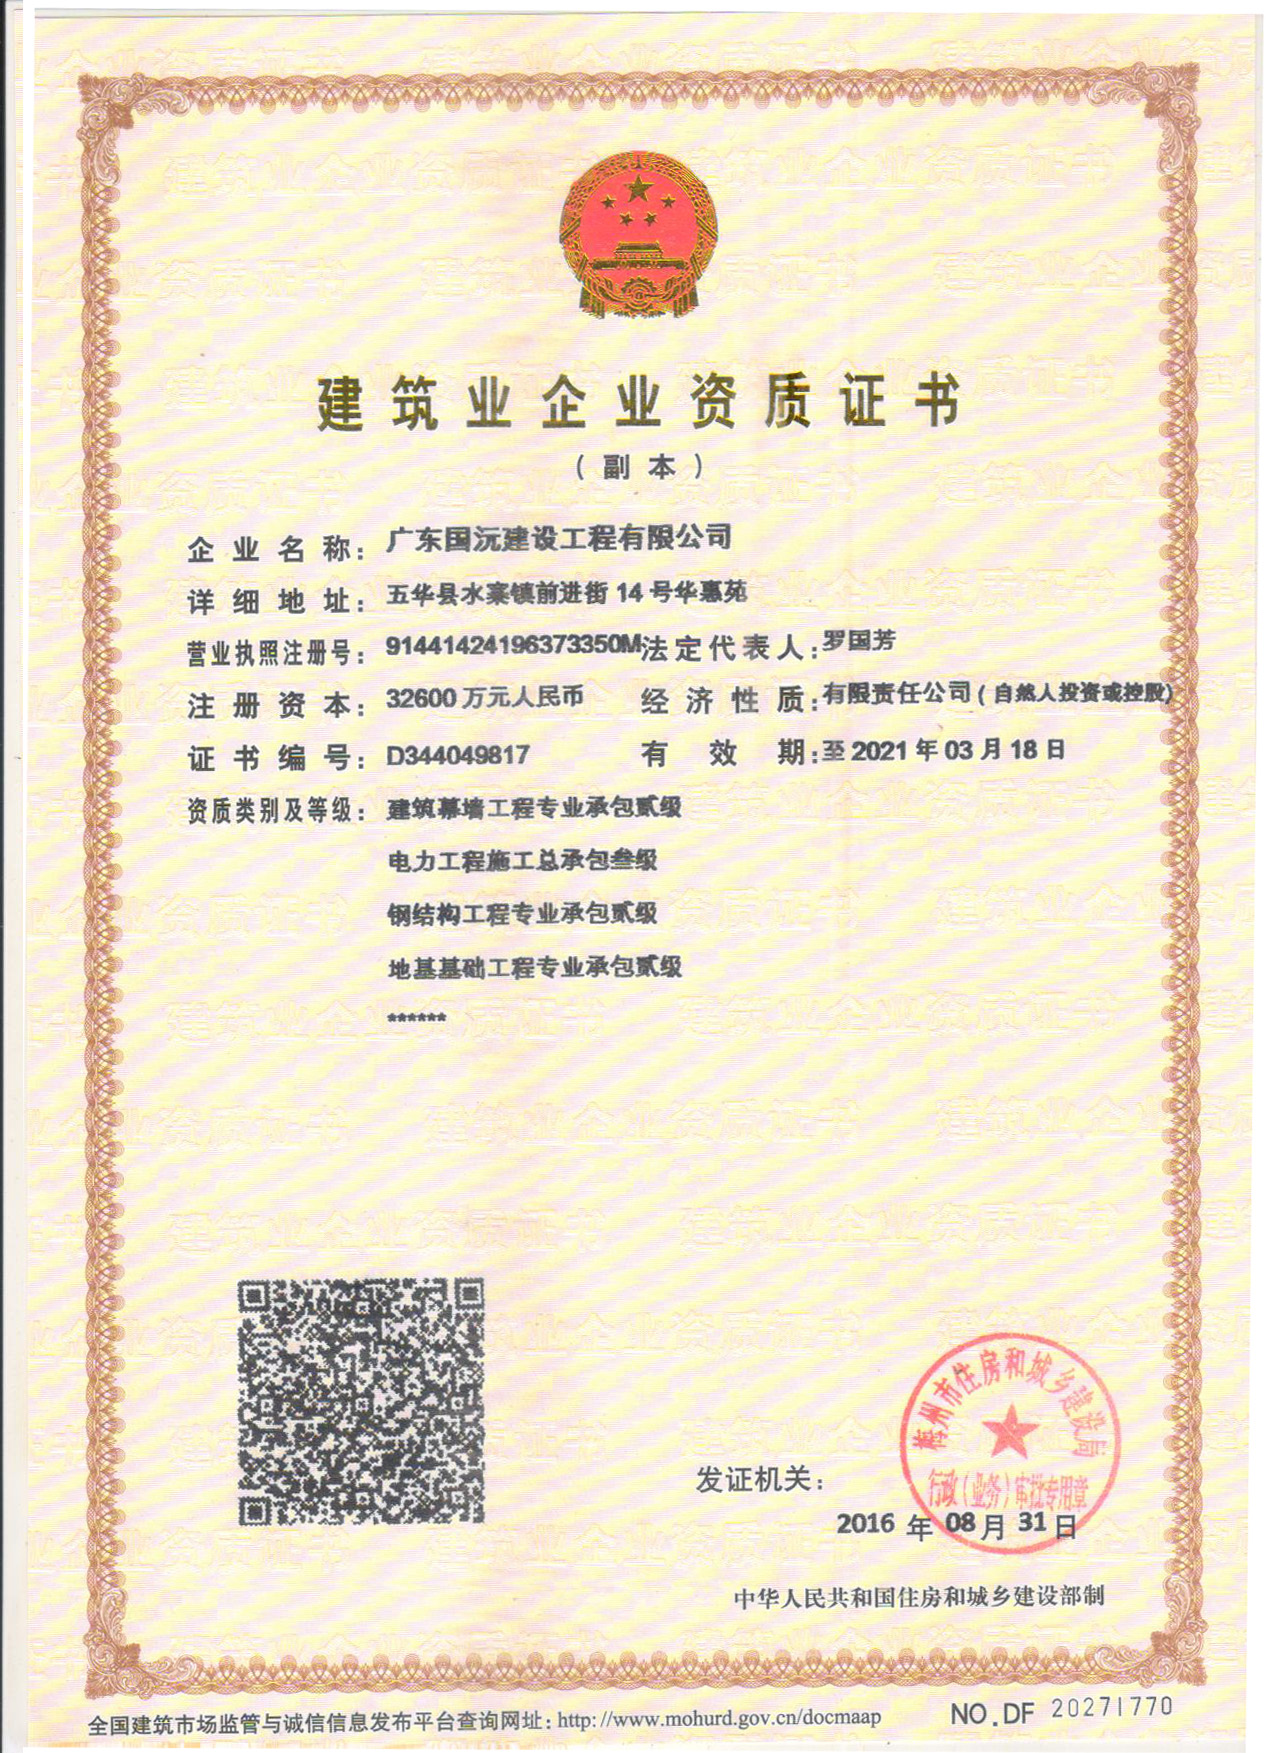 建筑业企业资质证书
（副本）
企业名称：广东国沅建设工程有限公司
详细地址：五华县水寨镇前进街14号华惠苑
营业执照注册号：91441424196373350M 法定代表人：罗国芳
注册资本：32600万元人民币 经济性质：有限责任公司（自然人投资或控股）
证书编号：D344049817 有效期：至2021年03月18日
资质类别及等级：建筑幕墙工程专业承包贰级
电力工程施工总承包叁级
钢结构工程专业承包贰级
地基基础工程专业承包贰级
******
梅州市住房和城乡建设局
行政（业务）审批专用章
发证机关：
2016年08月31日
中华人民共和国住房和城乡建设部制
全国建筑市场监管与诚信信息发布平台查询网址：http://www.mohurd.gov.cn/docmaap
NO.DF 20271770